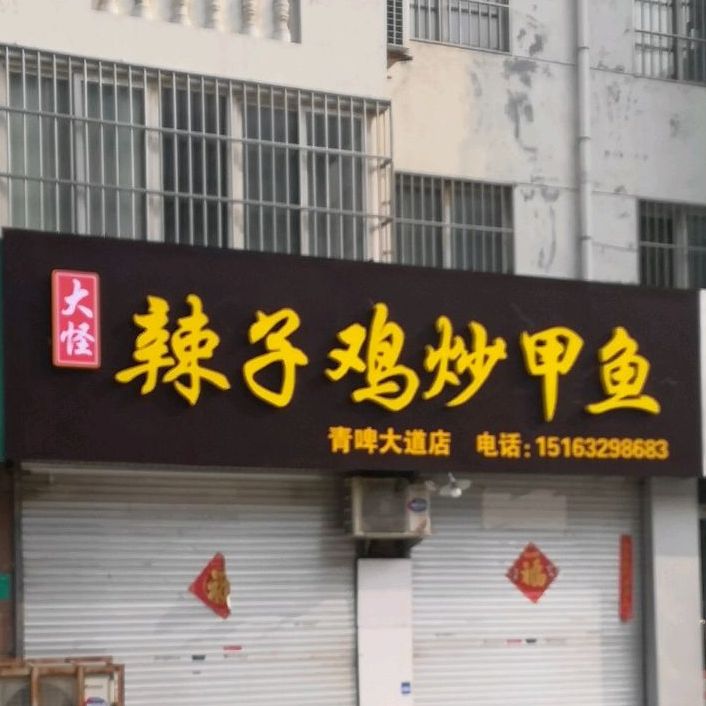 大怪
辣子鸡炒甲鱼
青啤大道店 电话:15163298683
福
福